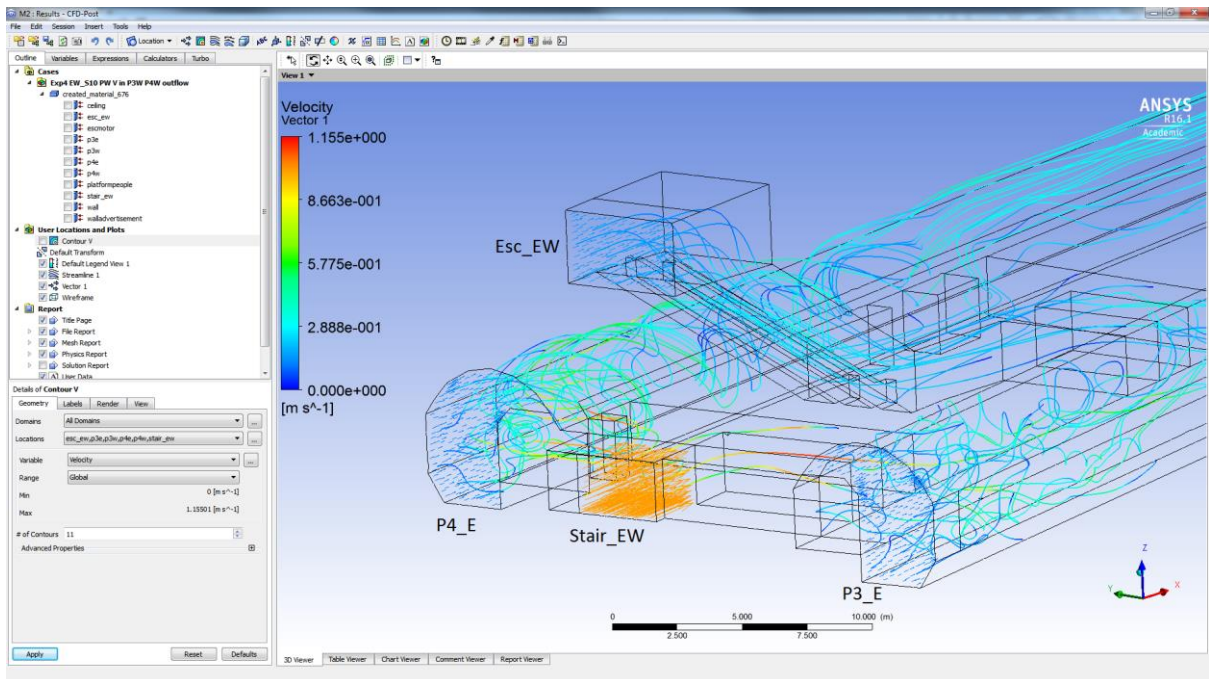 M2 : Results - CFD-Post
File Edit Session Insert Tools Help
Location
Outline Variables Expressions Calculators Turbo
Cases
Exp4 EW_S10 PW V in P3W P4W outflow
created_material_676
ceiling
esc_ew
escmotor
p3e
p3w
p4e
p4w
platformpeople
stair_ew
wall
walladvertisement
User Locations and Plots
Contour V
Default Transform
Default Legend View 1
Streamline 1
Vector 1
Wireframe
Report
Title Page
File Report
Mesh Report
Physics Report
Solution Report
User Data
Details of Contour V
Geometry Labels Render View
Domains All Domains ...
Locations esc_ew,p3e,p3w,p4e,p4w,stair_ew ...
Variable Velocity ...
Range Global
Min 0 [m s^-1]
Max 1.15501 [m s^-1]
# of Contours 11
Advanced Properties
Apply Reset Defaults
View 1
Velocity
Vector 1
1.155e+000
8.663e-001
5.775e-001
2.888e-001
0.000e+000
[m s^-1]
ANSYS
R16.1
Academic
Esc_EW
P4_E
Stair_EW
P3_E
0 5.000 10.000 (m)
2.500 7.500
Z
Y
X
3D Viewer Table Viewer Chart Viewer Comment Viewer Report Viewer